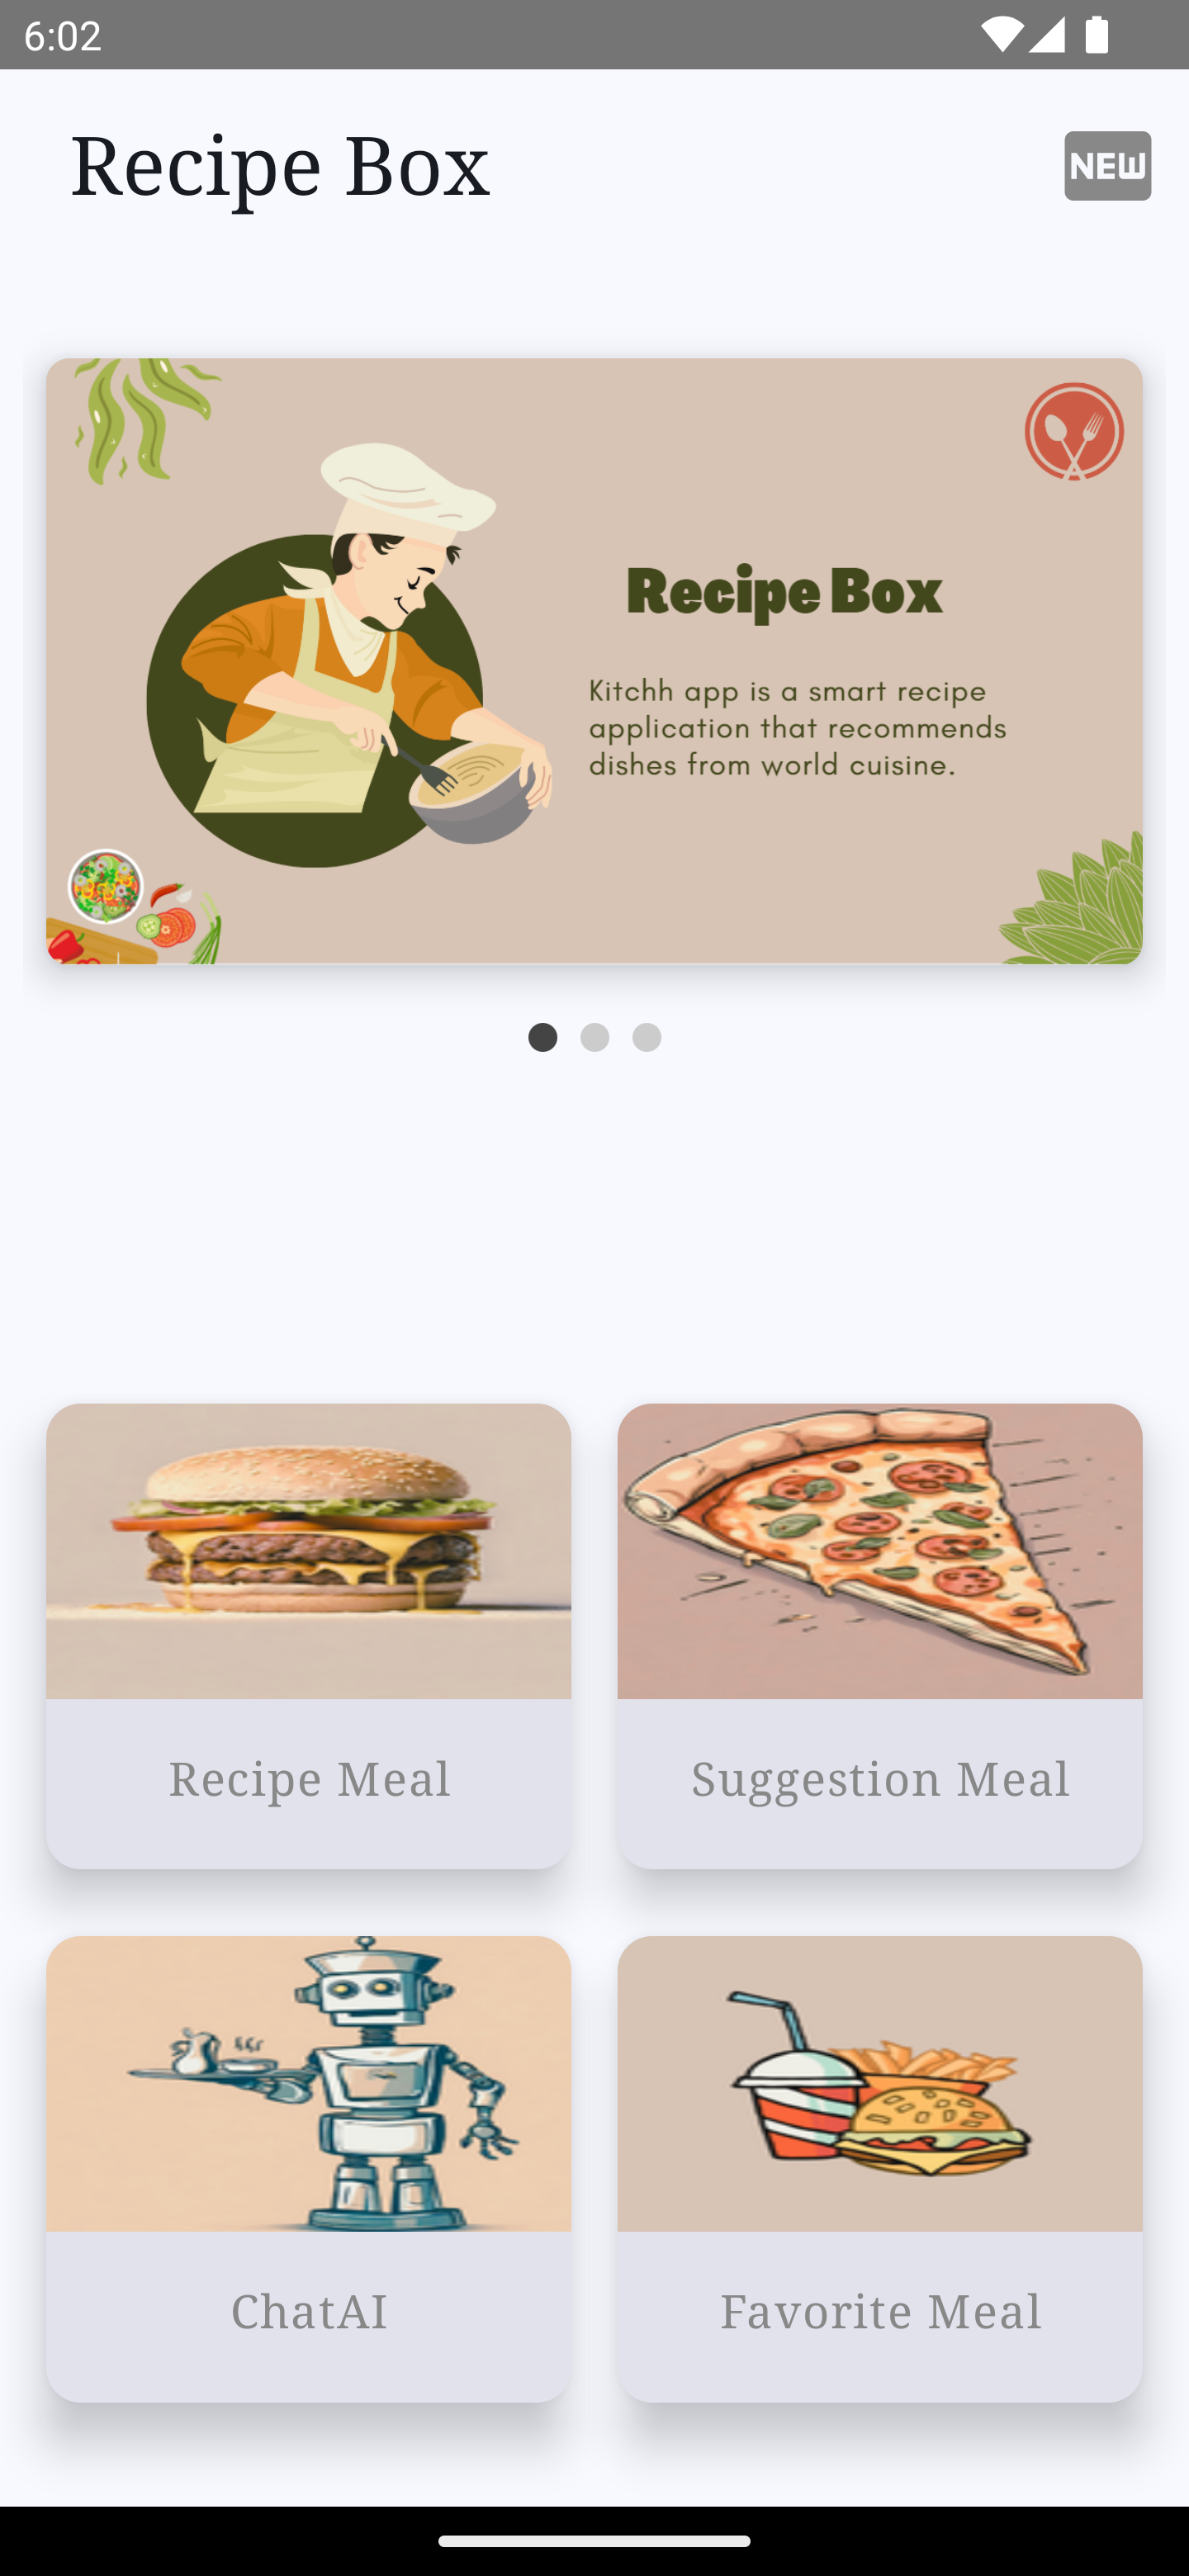 6:02
Recipe Box
NEW
Recipe Box
Kitchh app is a smart recipe
application that recommends
dishes from world cuisine.
Recipe Meal
Suggestion Meal
ChatAI
Favorite Meal